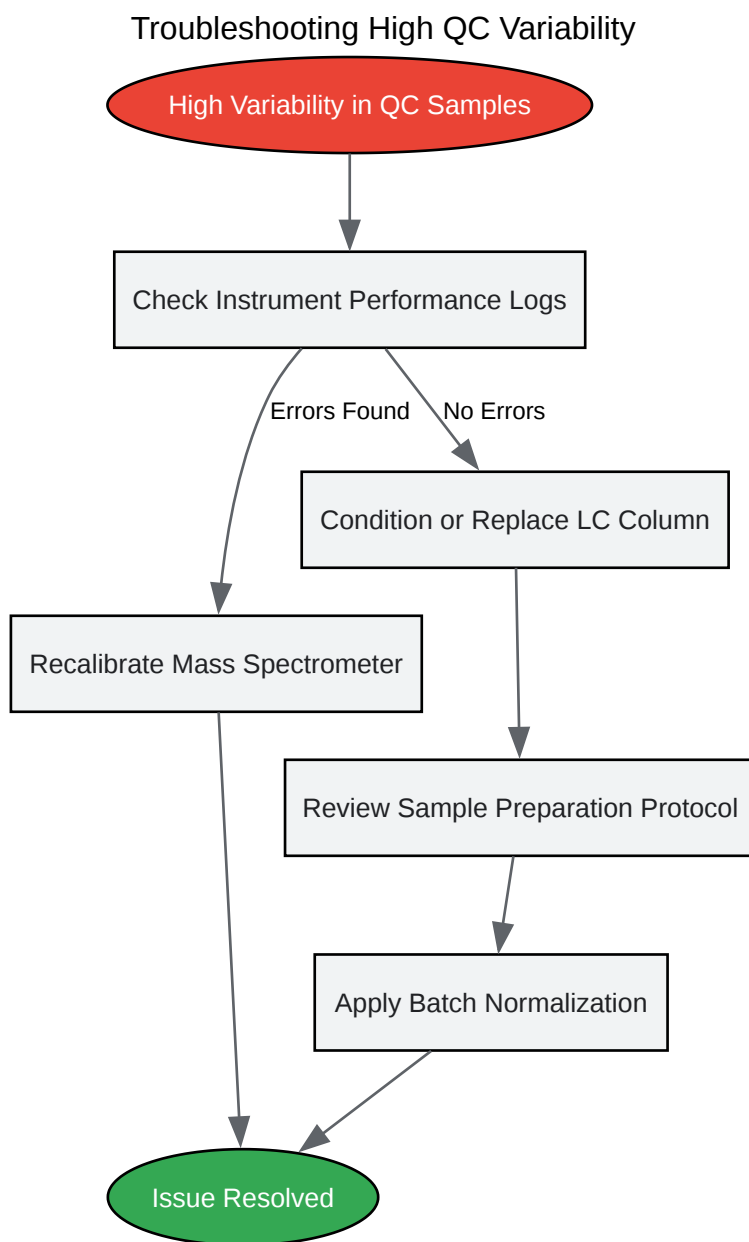 Troubleshooting High QC Variability
High Variability in QC Samples
Check Instrument Performance Logs
Errors Found
No Errors
Condition or Replace LC Column
Recalibrate Mass Spectrometer
Review Sample Preparation Protocol
Apply Batch Normalization
Issue Resolved